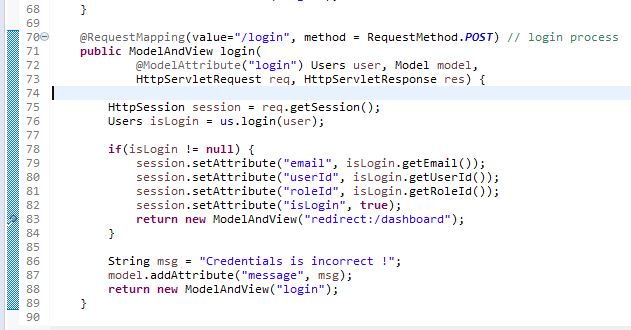 68 }
69
70 @RequestMapping(value="/login", method = RequestMethod.POST) // login process
71 public ModelAndView login(
72 @ModelAttribute("login") Users user, Model model,
73 HttpServletRequest req, HttpServletResponse res) {
74
75 HttpSession session = req.getSession();
76 Users isLogin = us.login(user);
77
78 if(isLogin != null) {
79 session.setAttribute("email", isLogin.getEmail());
80 session.setAttribute("userId", isLogin.getUserId());
81 session.setAttribute("roleId", isLogin.getRoleId());
82 session.setAttribute("isLogin", true);
83 return new ModelAndView("redirect:/dashboard");
84 }
85
86 String msg = "Credentials is incorrect !";
87 model.addAttribute("message", msg);
88 return new ModelAndView("login");
89 }
90